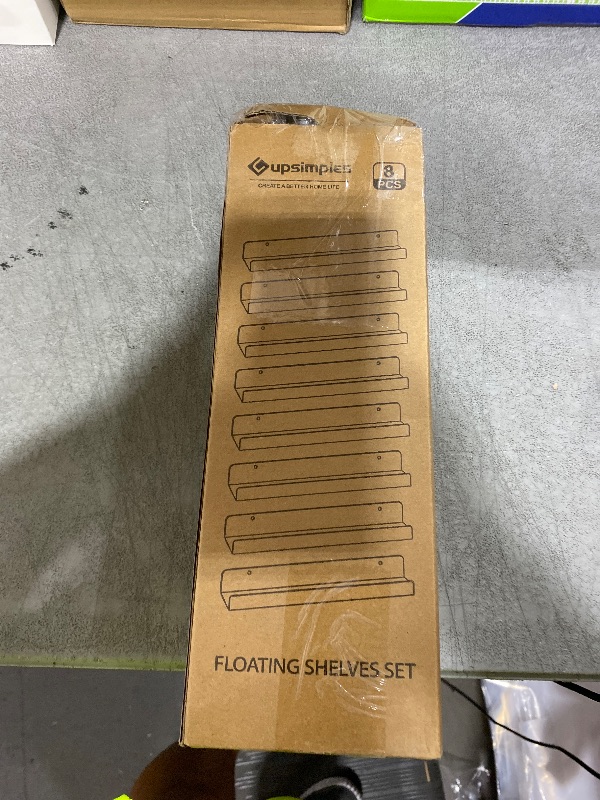 upsimples
8
PCS
CREATE A BETTER HOME LIFE
FLOATING SHELVES SET